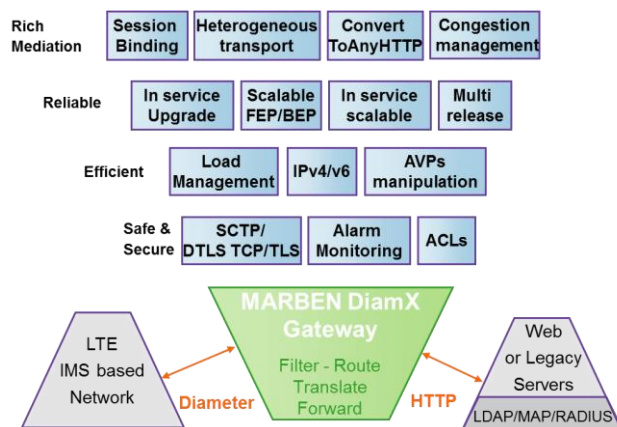 Rich
Mediation
Session
Binding
Heterogeneous
transport
Convert
ToAnyHTTP
Congestion
management
Reliable
In service
Upgrade
Scalable
FEP/BEP
In service
scalable
Multi
release
Efficient
Load
Management
IPv4/v6
AVPs
manipulation
Safe &
Secure
SCTP/
DTLS TCP/TLS
Alarm
Monitoring
ACLs
LTE
IMS based
Network
Diameter
MARBEN DiamX
Gateway
Filter - Route
Translate
Forward
HTTP
Web
or Legacy
Servers
LDAP/MAP/RADIUS